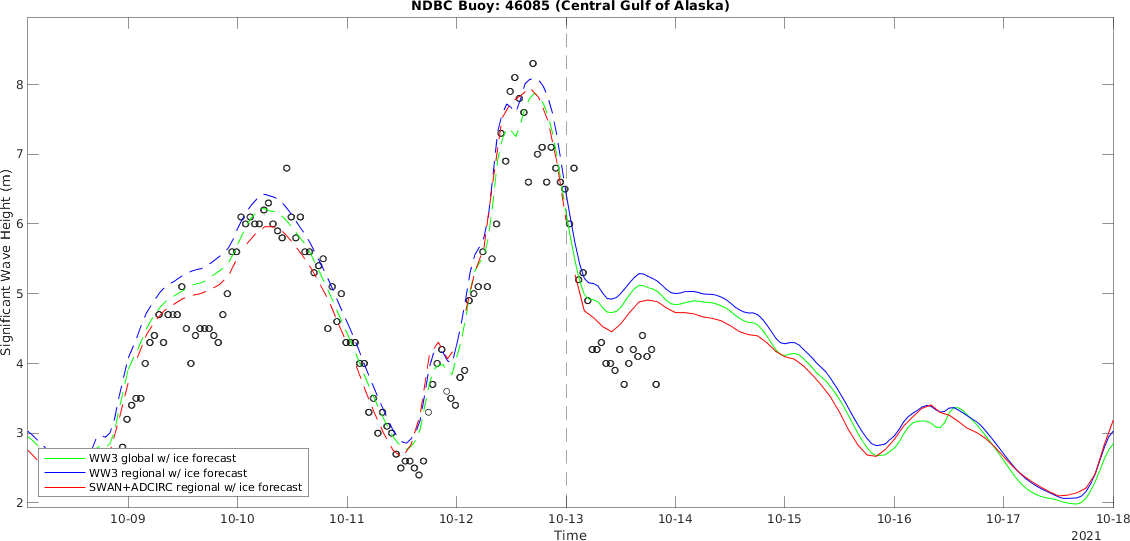 NDBC Buoy: 46085 (Central Gulf of Alaska)
Significant Wave Height (m)
8
7
6
5
4
3
2
WW3 global w/ ice forecast
WW3 regional w/ ice forecast
SWAN+ADCIRC regional w/ ice forecast
10-09 10-10 10-11 10-12 10-13 10-14 10-15 10-16 10-17 10-18
Time
2021